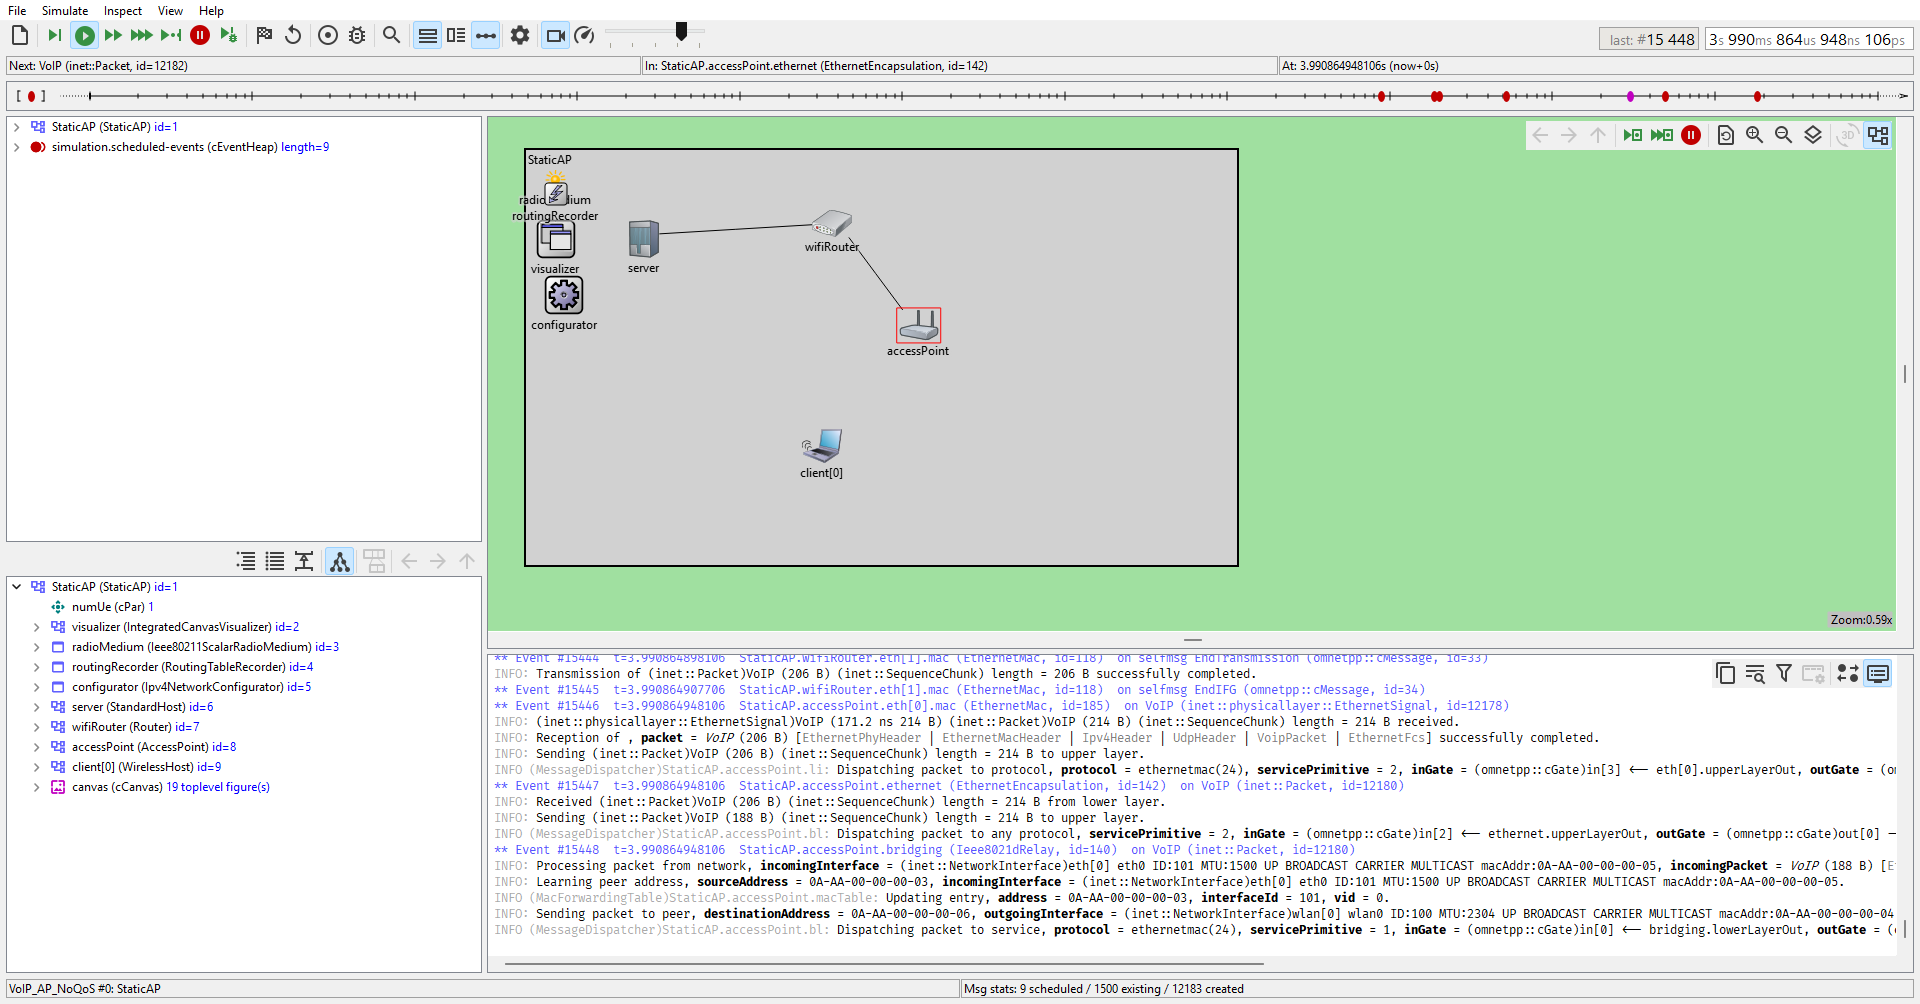 File Simulate Inspect View Help
last: #15 448 3s 990ms 864us 948ns 106ps
Next: VoIP (inet::Packet, id=12182) In: StaticAP.accessPoint.ethernet (EthernetEncapsulation, id=142) At: 3.990864948106s (now+0s)
StaticAP (StaticAP) id=1
simulation.scheduled-events (cEventHeap) length=9
StaticAP (StaticAP) id=1
numUe (cPar) 1
visualizer (IntegratedCanvasVisualizer) id=2
radioMedium (Ieee80211ScalarRadioMedium) id=3
routingRecorder (RoutingTableRecorder) id=4
configurator (Ipv4NetworkConfigurator) id=5
server (StandardHost) id=6
wifiRouter (Router) id=7
accessPoint (AccessPoint) id=8
client[0] (WirelessHost) id=9
canvas (cCanvas) 19 toplevel figure(s)
3D
StaticAP
routingRecorder
visualizer
configurator
server
wifiRouter
accessPoint
client[0]
Zoom:0.59x
** Event #15444 t=3.990864898106 StaticAP.wifiRouter.eth[1].mac (EthernetMac, id=118) on selfmsg EndTransmission (omnetpp::cMessage, id=33)
INFO: Transmission of (inet::Packet)VoIP (206 B) (inet::SequenceChunk) length = 206 B successfully completed.
** Event #15445 t=3.990864907706 StaticAP.wifiRouter.eth[1].mac (EthernetMac, id=118) on selfmsg EndIFG (omnetpp::cMessage, id=34)
** Event #15446 t=3.990864948106 StaticAP.accessPoint.eth[0].mac (EthernetMac, id=185) on VoIP (inet::physicallayer::EthernetSignal, id=12178)
INFO: (inet::physicallayer::EthernetSignal)VoIP (171.2 ns 214 B) (inet::Packet)VoIP (214 B) (inet::SequenceChunk) length = 214 B received.
INFO: Reception of , packet = VoIP (206 B) [EthernetPhyHeader | EthernetMacHeader | Ipv4Header | UdpHeader | VoipPacket | EthernetFcs] successfully completed.
INFO: Sending (inet::Packet)VoIP (206 B) (inet::SequenceChunk) length = 214 B to upper layer.
INFO (MessageDispatcher)StaticAP.accessPoint.li: Dispatching packet to protocol, protocol = ethernetmac(24), servicePrimitive = 2, inGate = (omnetpp::cGate)in[3] <-- eth[0].upperLayerOut, outGate = (om
** Event #15447 t=3.990864948106 StaticAP.accessPoint.ethernet (EthernetEncapsulation, id=142) on VoIP (inet::Packet, id=12180)
INFO: Received (inet::Packet)VoIP (206 B) (inet::SequenceChunk) length = 214 B from lower layer.
INFO: Sending (inet::Packet)VoIP (188 B) (inet::SequenceChunk) length = 214 B to upper layer.
INFO (MessageDispatcher)StaticAP.accessPoint.bl: Dispatching packet to any protocol, servicePrimitive = 2, inGate = (omnetpp::cGate)in[2] <-- ethernet.upperLayerOut, outGate = (omnetpp::cGate)out[0] -
** Event #15448 t=3.990864948106 StaticAP.accessPoint.bridging (Ieee8021dRelay, id=140) on VoIP (inet::Packet, id=12180)
INFO: Processing packet from network, incomingInterface = (inet::NetworkInterface)eth[0] eth0 ID:101 MTU:1500 UP BROADCAST CARRIER MULTICAST macAddr:0A-AA-00-00-00-05, incomingPacket = VoIP (188 B) [E
INFO: Learning peer address, sourceAddress = 0A-AA-00-00-00-03, incomingInterface = (inet::NetworkInterface)eth[0] eth0 ID:101 MTU:1500 UP BROADCAST CARRIER MULTICAST macAddr:0A-AA-00-00-00-05.
INFO (MacForwardingTable)StaticAP.accessPoint.macTable: Updating entry, address = 0A-AA-00-00-00-03, interfaceId = 101, vid = 0.
INFO: Sending packet to peer, destinationAddress = 0A-AA-00-00-00-06, outgoingInterface = (inet::NetworkInterface)wlan[0] wlan0 ID:100 MTU:2304 UP BROADCAST CARRIER MULTICAST macAddr:0A-AA-00-00-00-04
INFO (MessageDispatcher)StaticAP.accessPoint.bl: Dispatching packet to service, protocol = ethernetmac(24), servicePrimitive = 1, inGate = (omnetpp::cGate)in[0] <-- bridging.lowerLayerOut, outGate = (
VoIP_AP_NoQoS #0: StaticAP Msg stats: 9 scheduled / 1500 existing / 12183 created